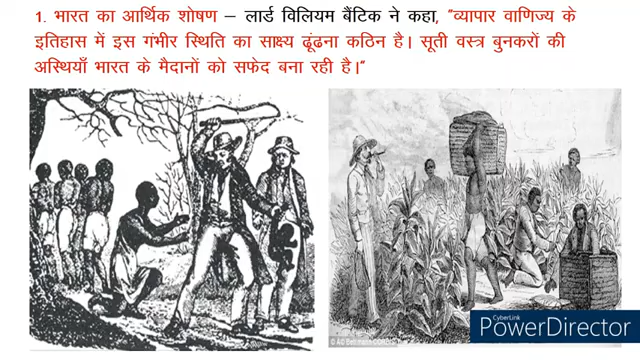 1. भारत का आर्थिक शोषण – लार्ड विलियम बैंटिक ने कहा, "व्यापार वाणिज्य के
इतिहास में इस गंभीर स्थिति का साक्ष्य ढूंढना कठिन है। सूती वस्त्र बुनकरों की
अस्थियाँ भारत के मैदानों को सफेद बना रही है।"
CyberLink
PowerDirector